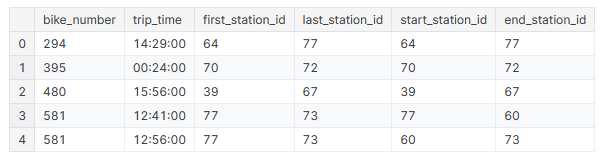 bike_number trip_time first_station_id last_station_id start_station_id end_station_id
0 294 14:29:00 64 77 64 77
1 395 00:24:00 70 72 70 72
2 480 15:56:00 39 67 39 67
3 581 12:41:00 77 73 77 60
4 581 12:56:00 77 73 60 73